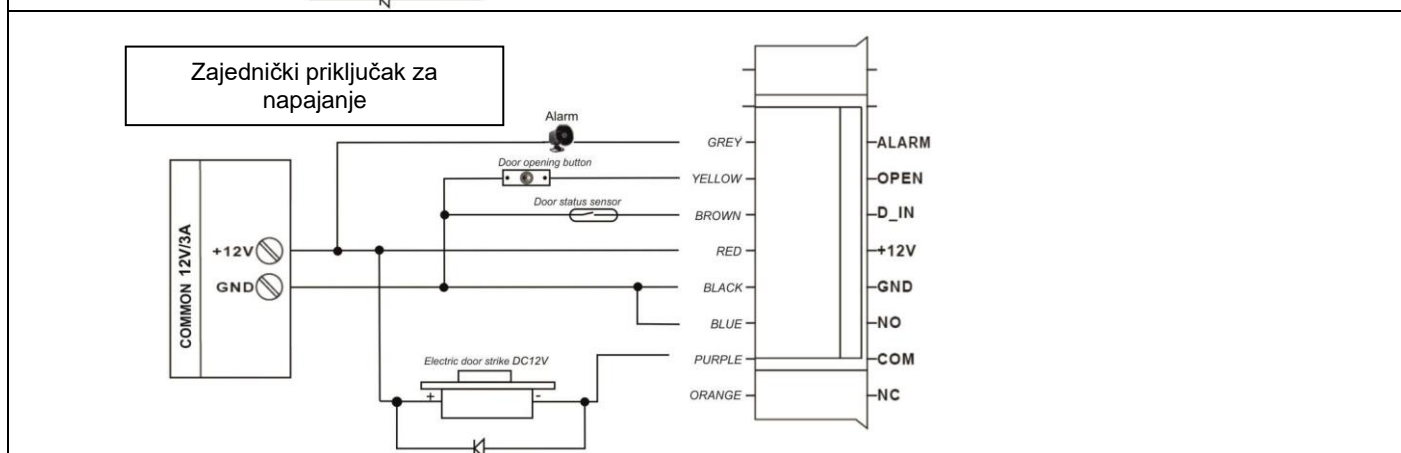 Zajednički priključak za
napajanje
Alarm
GREY
ALARM
Door opening button
YELLOW
OPEN
Door status sensor
BROWN
D_IN
COMMON 12V/3A
+12V
RED
+12V
GND
BLACK
GND
BLUE
NO
Electric door strike DC12V
PURPLE
COM
+
-
ORANGE
NC